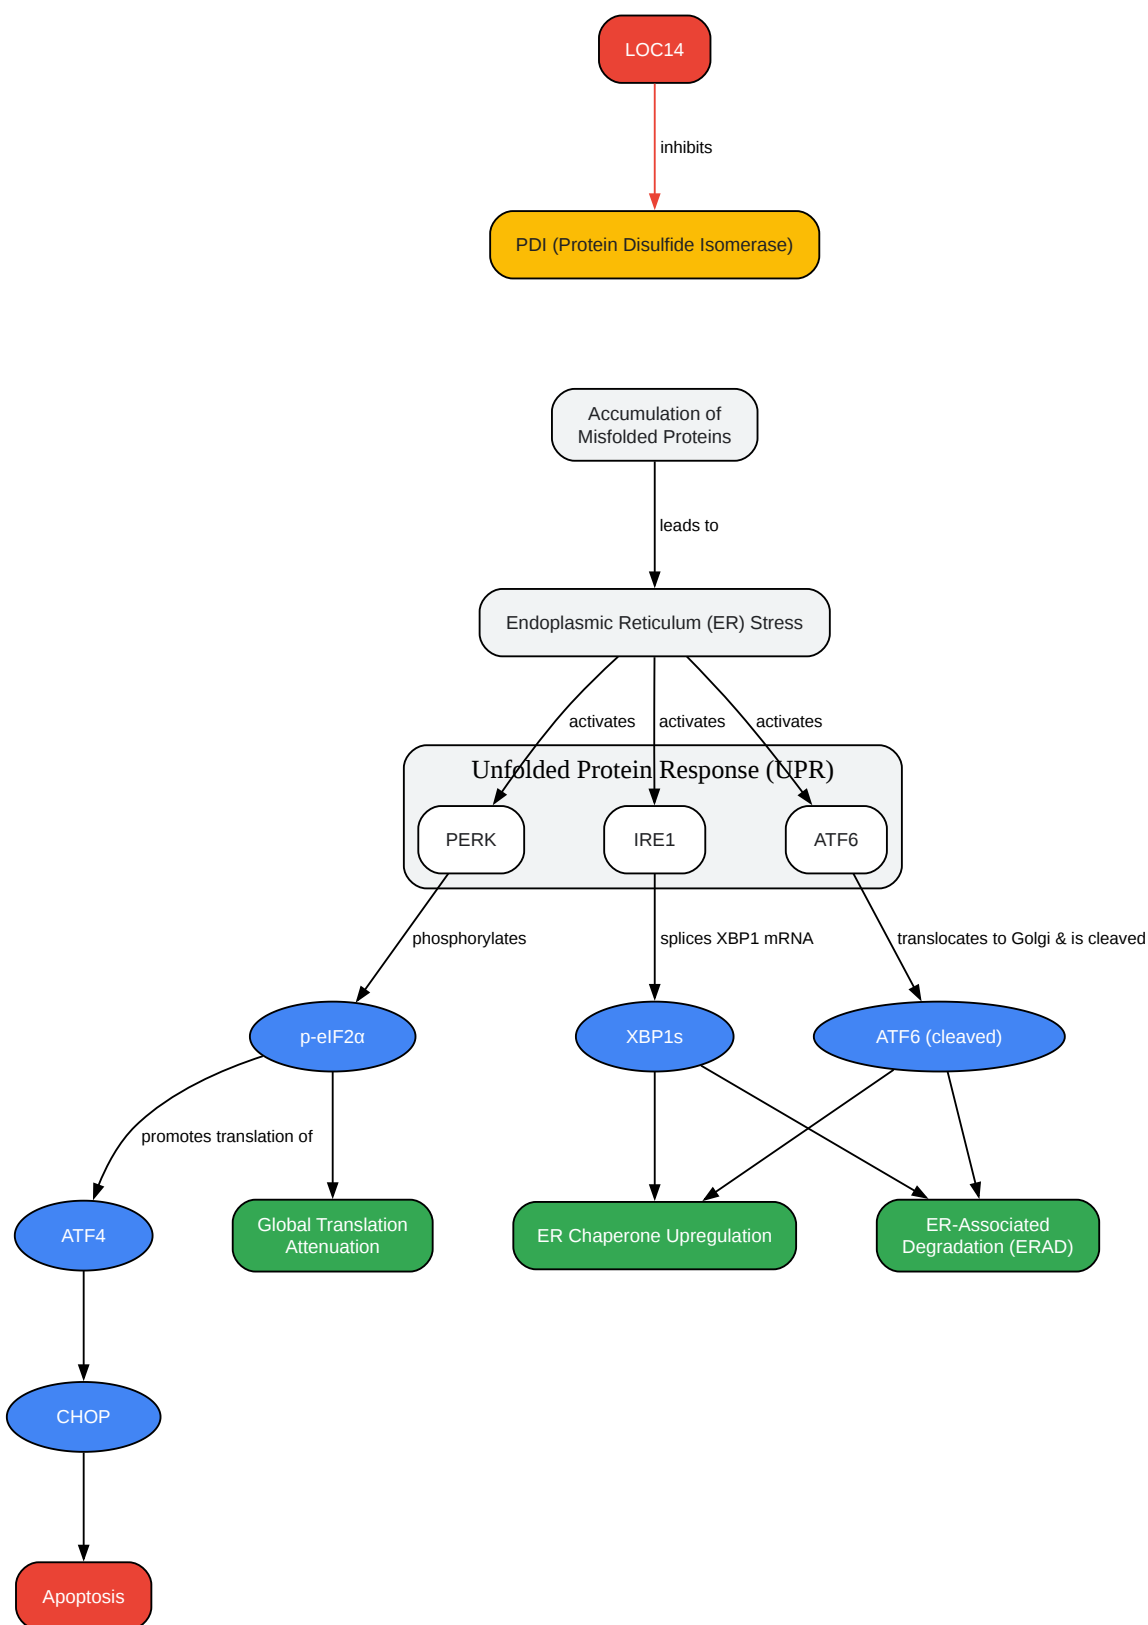 LOC14
inhibits
PDI (Protein Disulfide Isomerase)
Accumulation of
Misfolded Proteins
leads to
Endoplasmic Reticulum (ER) Stress
activates
activates
activates
Unfolded Protein Response (UPR)
PERK
IRE1
ATF6
phosphorylates
splices XBP1 mRNA
translocates to Golgi & is cleaved
p-eIF2α
XBP1s
ATF6 (cleaved)
promotes translation of
ATF4
Global Translation
Attenuation
ER Chaperone Upregulation
ER-Associated
Degradation (ERAD)
CHOP
Apoptosis